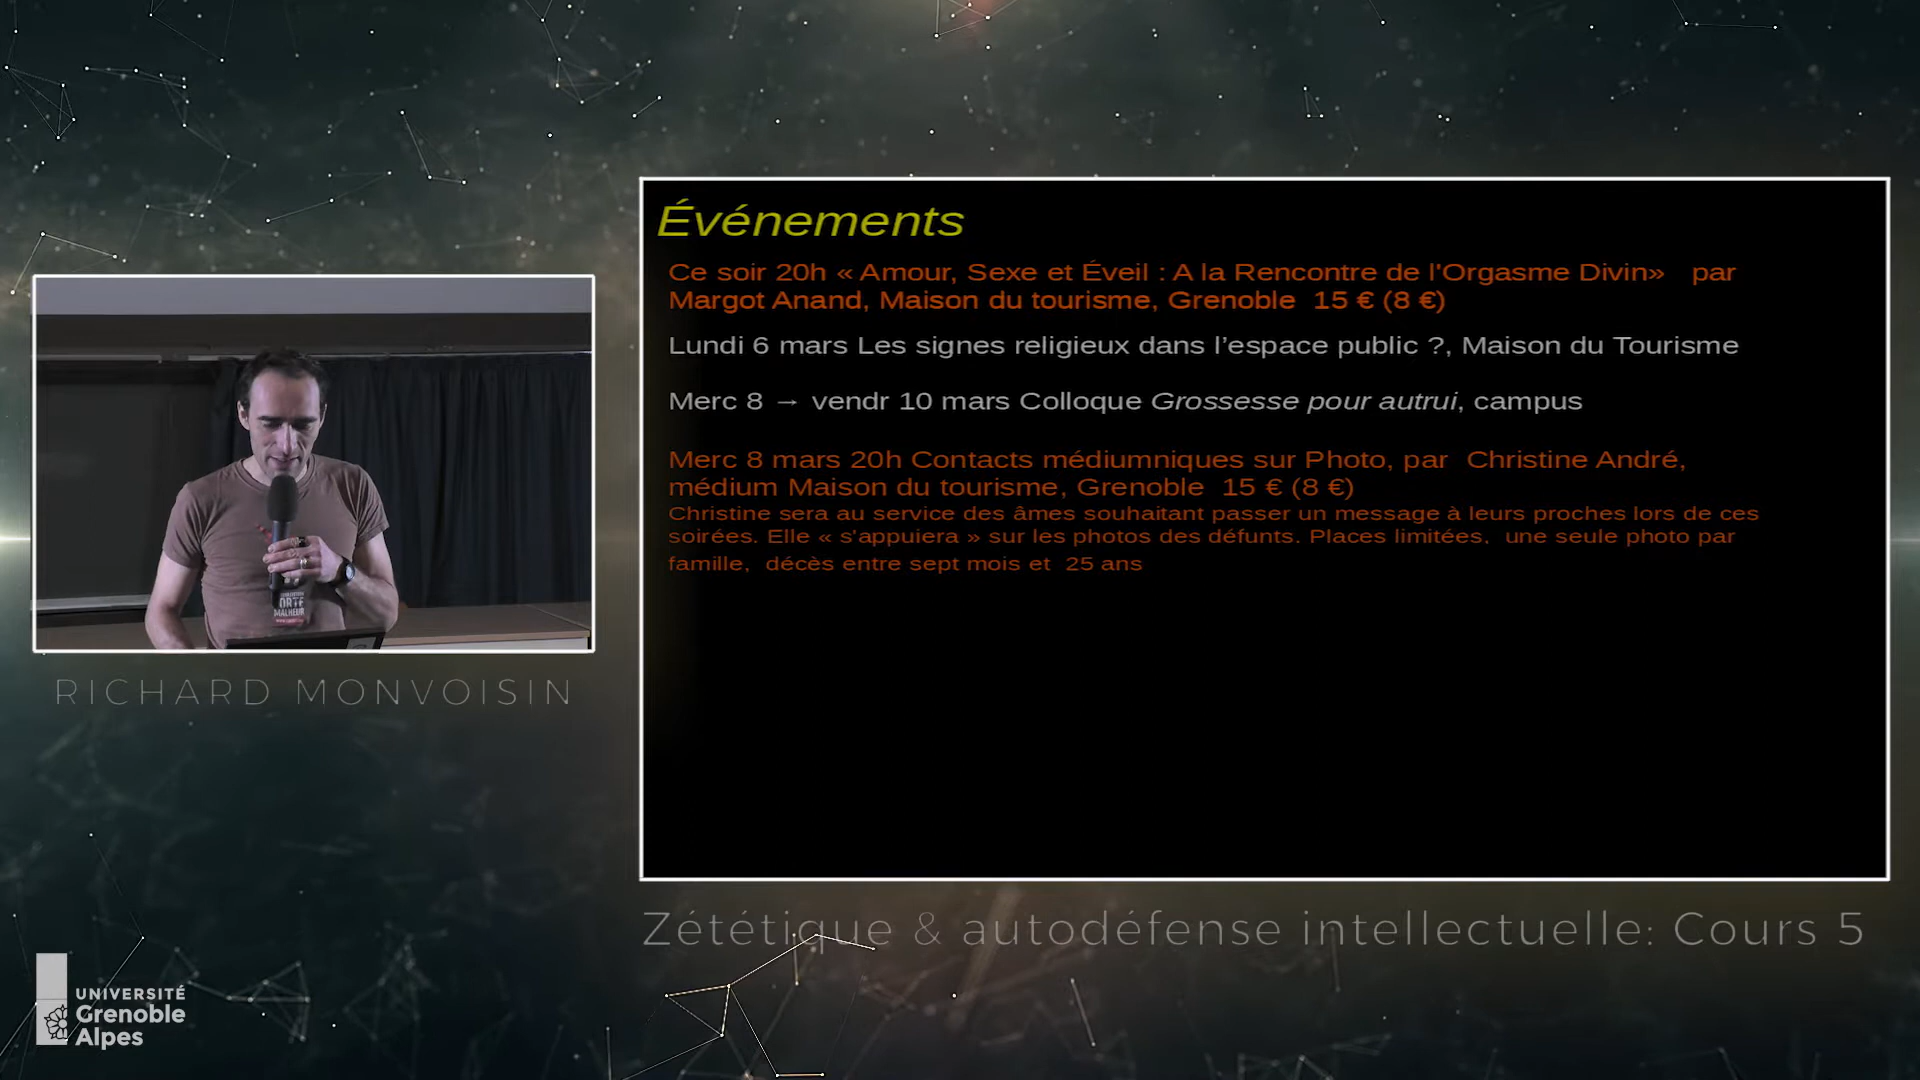 Événements
Ce soir 20h « Amour, Sexe et Éveil : A la Rencontre de l'Orgasme Divin» par
Margot Anand, Maison du tourisme, Grenoble 15 € (8 €)
Lundi 6 mars Les signes religieux dans l’espace public ?, Maison du Tourisme
Merc 8 → vendr 10 mars Colloque Grossesse pour autrui, campus
Merc 8 mars 20h Contacts médiumniques sur Photo, par Christine André,
médium Maison du tourisme, Grenoble 15 € (8 €)
Christine sera au service des âmes souhaitant passer un message à leurs proches lors de ces
soirées. Elle « s'appuiera » sur les photos des défunts. Places limitées, une seule photo par
famille, décès entre sept mois et 25 ans
MALHEUR
RICHARD MONVOISIN
Zététique & autodéfense intellectuelle: Cours 5
UNIVERSITÉ
Grenoble
Alpes